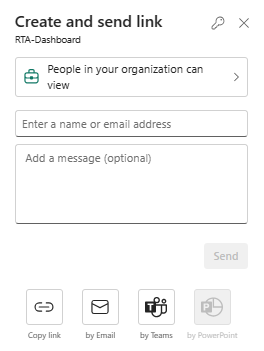 Create and send link
RTA-Dashboard
People in your organization can
view
Enter a name or email address
Add a message (optional)
Send
Copy link
by Email
by Teams
by PowerPoint